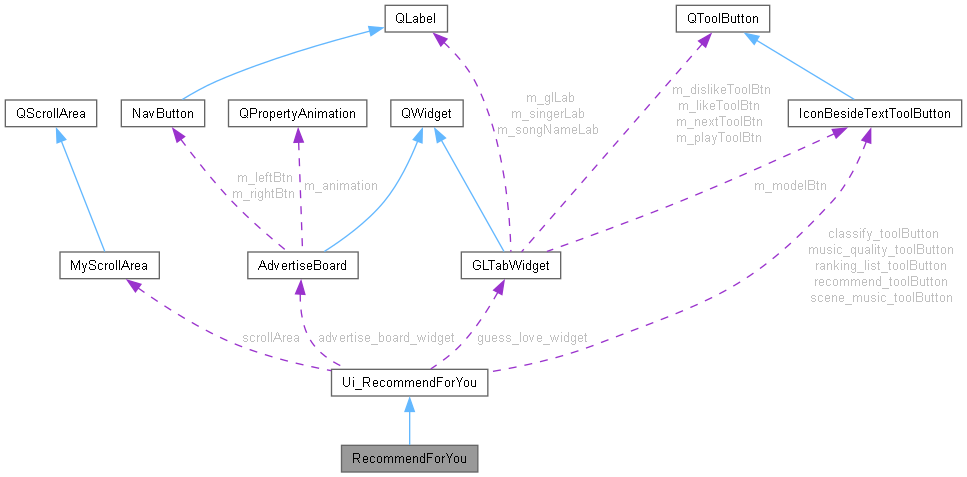 QLabel
QToolButton
m_dislikeToolBtn
m_likeToolBtn
m_nextToolBtn
m_playToolBtn
m_glLab
m_singerLab
m_songNameLab
QScrollArea
NavButton
QPropertyAnimation
QWidget
IconBesideTextToolButton
m_leftBtn
m_rightBtn
m_animation
m_modelBtn
classify_toolButton
music_quality_toolButton
ranking_list_toolButton
recommend_toolButton
scene_music_toolButton
MyScrollArea
AdvertiseBoard
GLTabWidget
scrollArea
advertise_board_widget
guess_love_widget
Ui_RecommendForYou
RecommendForYou